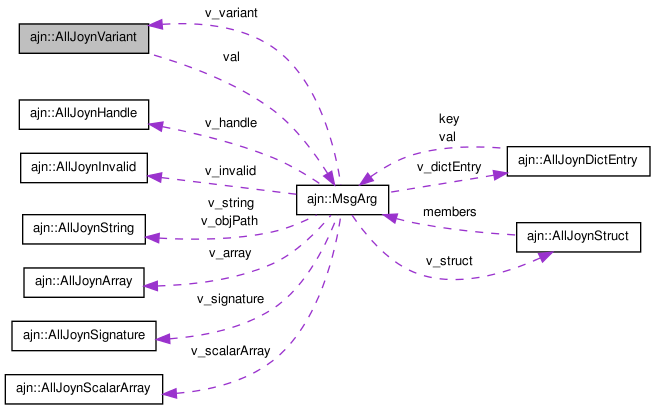 v_variant
ajn::AllJoynVariant
val
ajn::AllJoynHandle
v_handle
key
val
ajn::AllJoynInvalid
v_invalid
v_dictEntry
ajn::AllJoynDictEntry
ajn::MsgArg
v_string
v_objPath
members
ajn::AllJoynString
ajn::AllJoynStruct
v_array
v_struct
ajn::AllJoynArray
v_signature
ajn::AllJoynSignature
v_scalarArray
ajn::AllJoynScalarArray